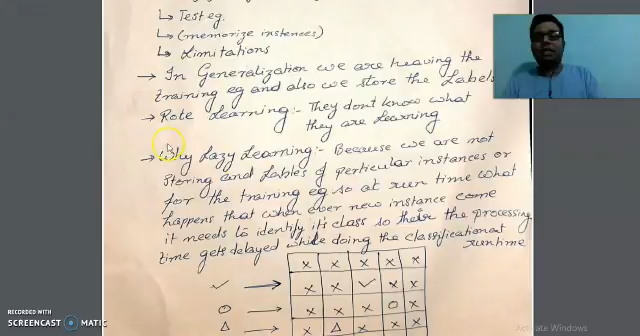 ↳ Test eg.
↳ (memorize instances)
↳ Limitations
→ In Generalization we are heaving the
training eg and also we store the Labels
→ Rote Learning:- They dont know what
they are learning
→ Why Lazy Learning:- Because we are not
storing and Lables of perticular instances or
for the training eg so at run time what
happens that when ever new instance come
it needs to identify it's class so the processing
time gets delayed while doing the classification at
runtime
x x x x x
✓ → x x ✓ x x
O → x x x O x
Δ → x Δ x x x
RECORDED WITH
SCREENCAST MATIC
Activate Windows